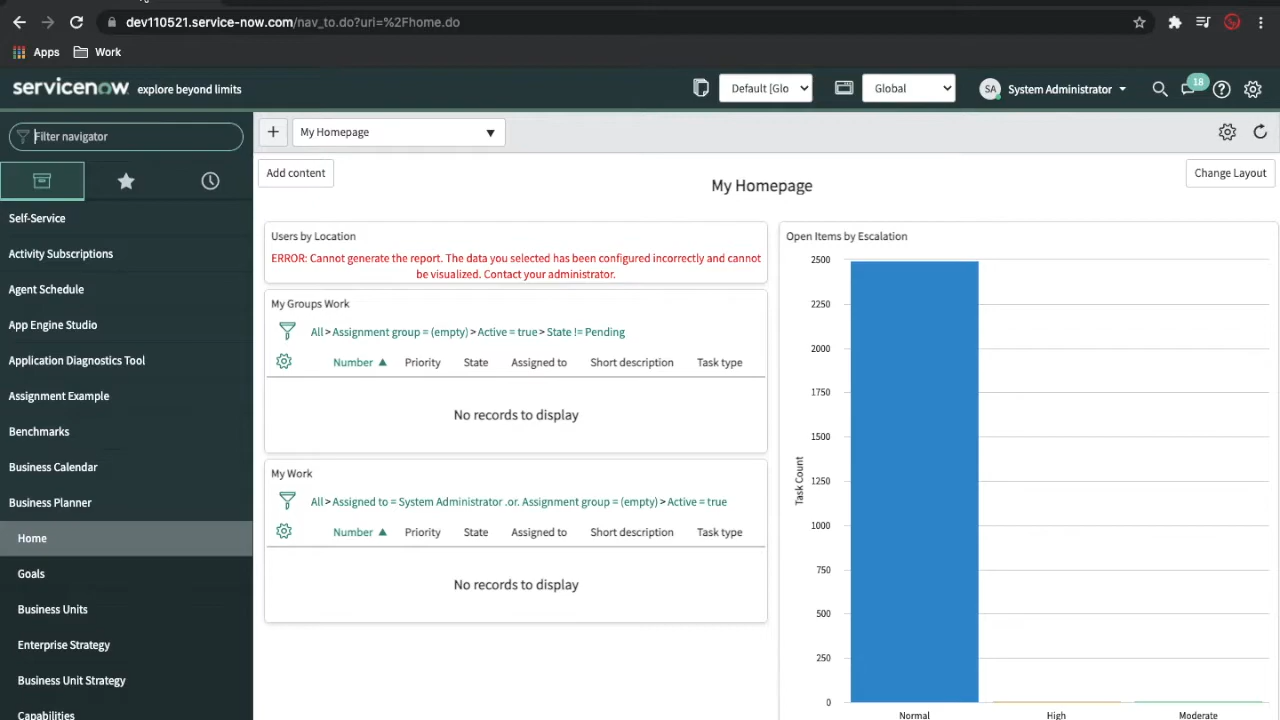 dev110521.service-now.com/nav_to.do?uri=%2Fhome.do
Apps
Work
servicenow
explore beyond limits
Default [Glo
Global
SA
System Administrator
18
Filter navigator
My Homepage
Add content
My Homepage
Change Layout
Self-Service
Activity Subscriptions
Agent Schedule
App Engine Studio
Application Diagnostics Tool
Assignment Example
Benchmarks
Business Calendar
Business Planner
Home
Goals
Business Units
Enterprise Strategy
Business Unit Strategy
Capabilities
Users by Location
ERROR: Cannot generate the report. The data you selected has been configured incorrectly and cannot
be visualized. Contact your administrator.
My Groups Work
All > Assignment group = (empty) > Active = true > State != Pending
Number ▲ Priority State Assigned to Short description Task type
No records to display
My Work
All > Assigned to = System Administrator .or. Assignment group = (empty) > Active = true
Number ▲ Priority State Assigned to Short description Task type
No records to display
Open Items by Escalation
2500
2250
2000
1750
1500
1250
1000
750
500
250
0
Task Count
Normal High Moderate